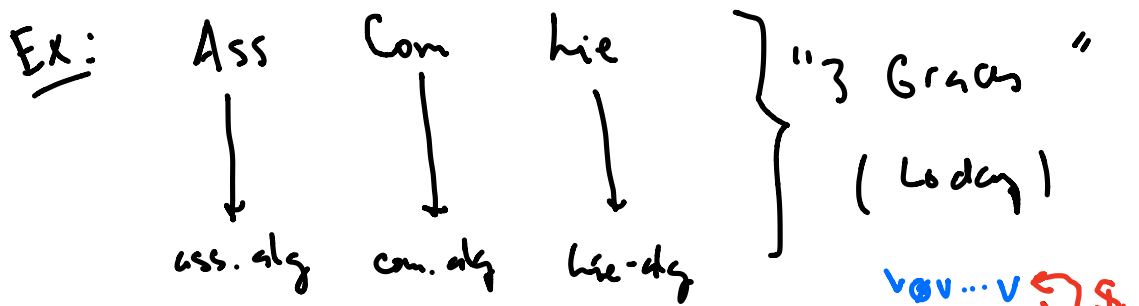 Ex: Ass Com Lie "3 Graces"
(Loday)
ass. alg com. alg Lie-alg
V⊗V...V